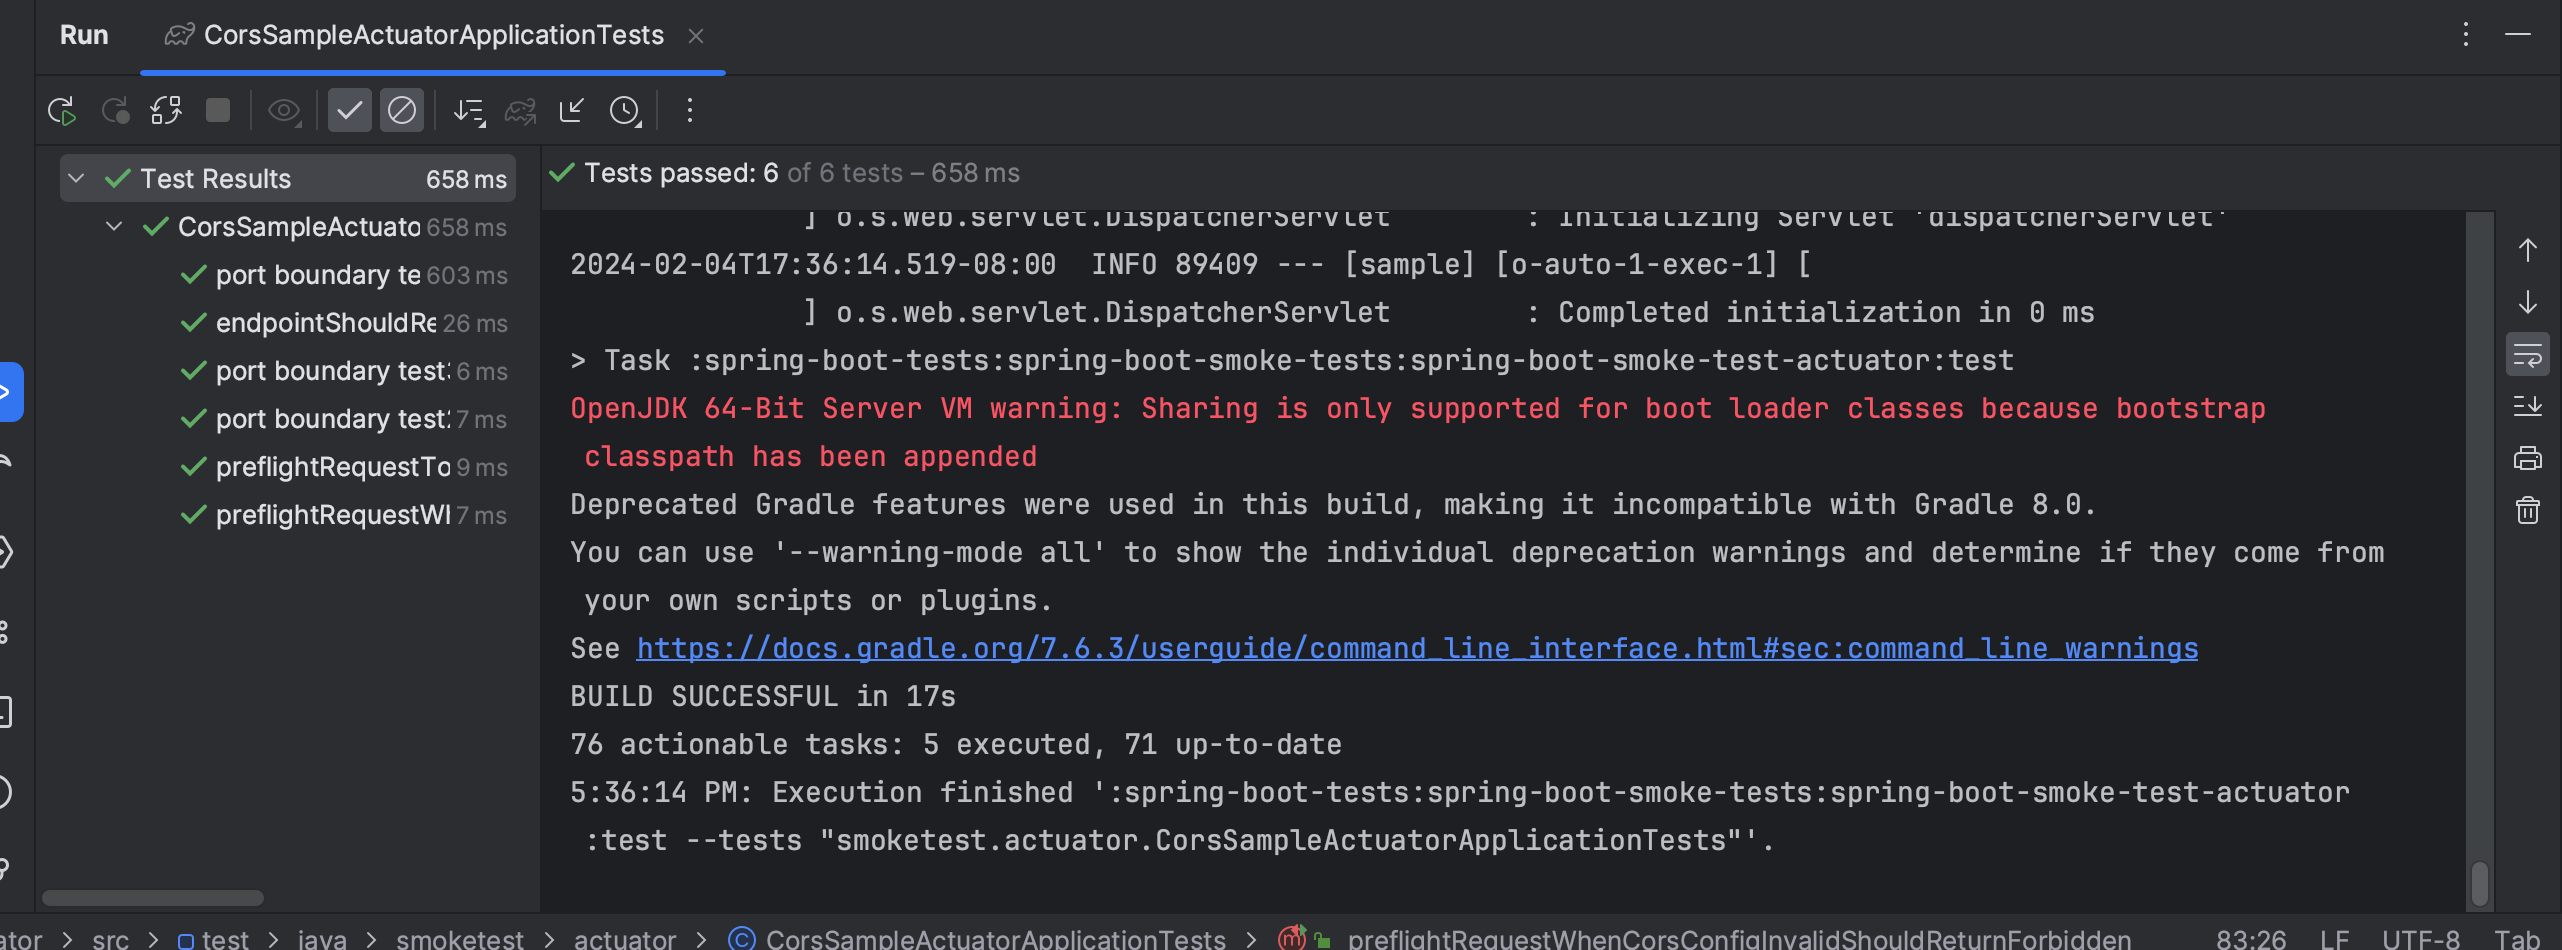 Run CorsSampleActuatorApplicationTests
Test Results 658 ms
CorsSampleActuato 658 ms
port boundary te 603 ms
endpointShouldRe 26 ms
port boundary test 6 ms
port boundary test 7 ms
preflightRequestTo 9 ms
preflightRequestWl 7 ms
Tests passed: 6 of 6 tests – 658 ms
] o.s.web.servlet.DispatcherServlet : Initializing Servlet 'dispatcherServlet'
2024-02-04T17:36:14.519-08:00 INFO 89409 --- [sample] [o-auto-1-exec-1] [
] o.s.web.servlet.DispatcherServlet : Completed initialization in 0 ms
> Task :spring-boot-tests:spring-boot-smoke-tests:spring-boot-smoke-test-actuator:test
OpenJDK 64-Bit Server VM warning: Sharing is only supported for boot loader classes because bootstrap
classpath has been appended
Deprecated Gradle features were used in this build, making it incompatible with Gradle 8.0.
You can use '--warning-mode all' to show the individual deprecation warnings and determine if they come from
your own scripts or plugins.
See https://docs.gradle.org/7.6.3/userguide/command_line_interface.html#sec:command_line_warnings
BUILD SUCCESSFUL in 17s
76 actionable tasks: 5 executed, 71 up-to-date
5:36:14 PM: Execution finished ':spring-boot-tests:spring-boot-smoke-tests:spring-boot-smoke-test-actuator
:test --tests "smoketest.actuator.CorsSampleActuatorApplicationTests"'.
ator > src > test > java > smoketest > actuator > CorsSampleActuatorApplicationTests > preflightRequestWhenCorsConfigInvalidShouldReturnForbidden 83:26 LF UTF-8 Tab